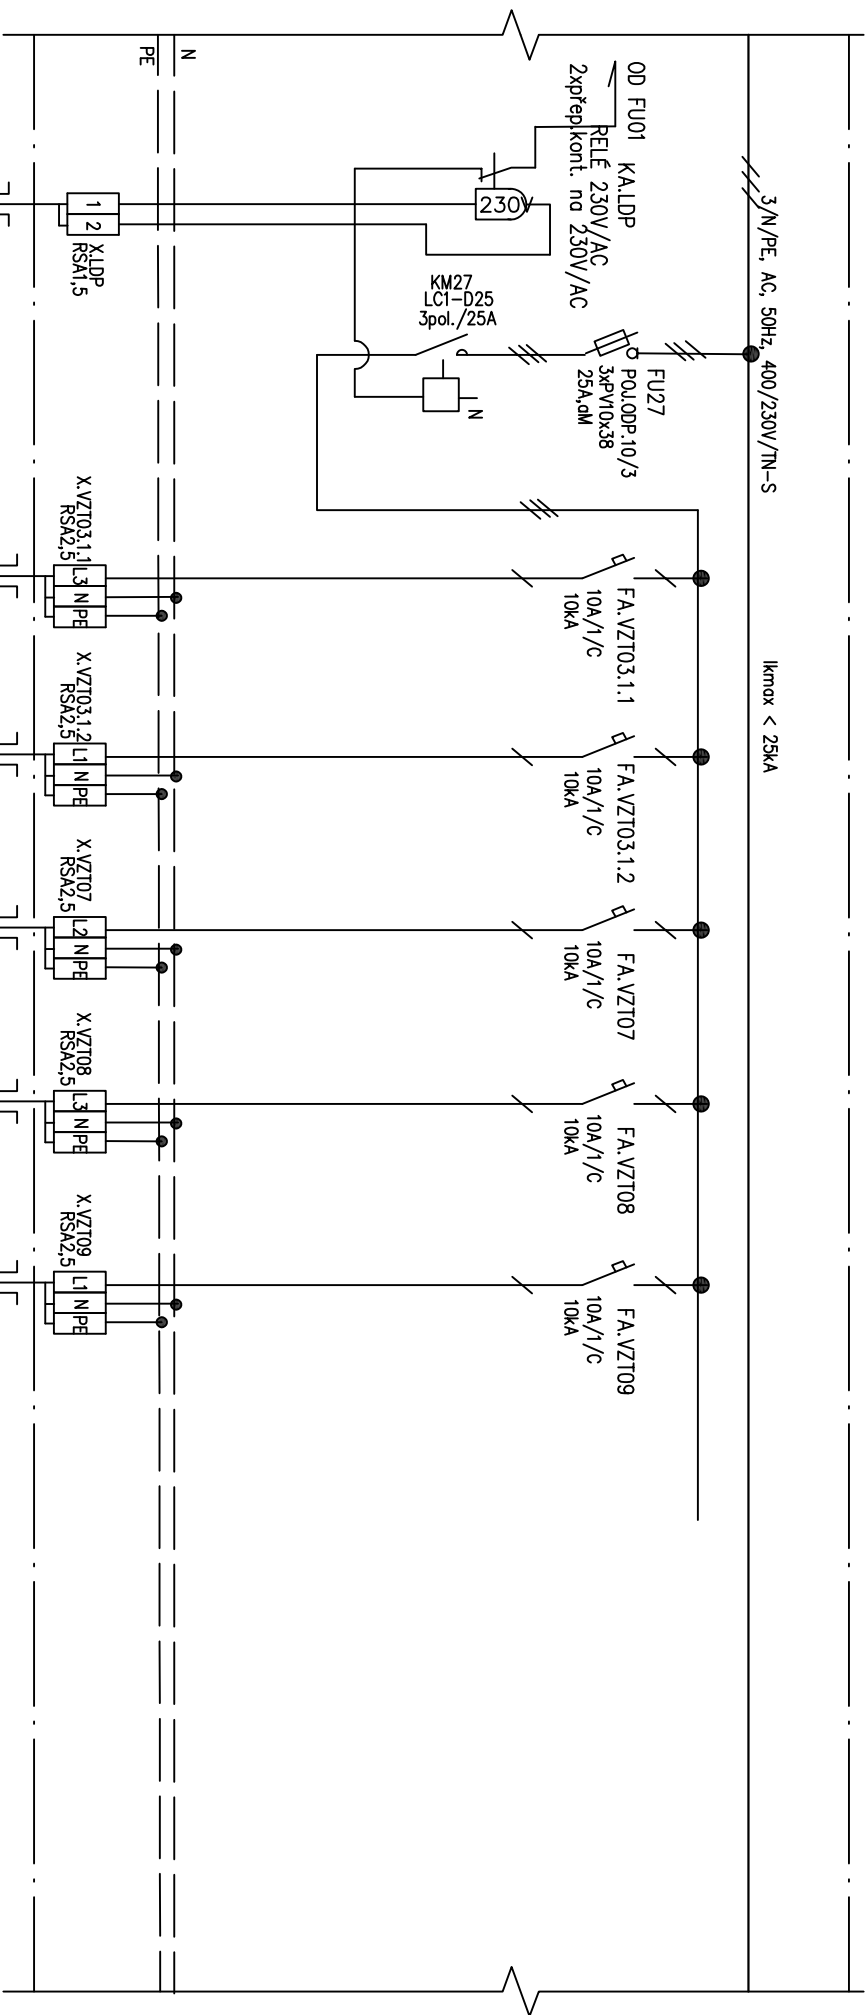 3/N/PE, AC, 50Hz, 400/230V/TN-S
Ikmax < 25kA
OD FU01
KA.LDP
RELÉ 230V/AC
2xpřep.kont. na 230V/AC
230V
KM27
LC1-D25
3pol./25A
N
FU27
POJ.ODP.10/3
3xPV10x38
25A,aM
FA.VZT03.1.1
10A/1/C
10kA
FA.VZT03.1.2
10A/1/C
10kA
FA.VZT07
10A/1/C
10kA
FA.VZT08
10A/1/C
10kA
FA.VZT09
10A/1/C
10kA
N
PE
1 2
X.LDP
RSA1,5
X.VZT03.1.1
RSA2,5
L3 N PE
X.VZT03.1.2
RSA2,5
L1 N PE
X.VZT07
RSA2,5
L2 N PE
X.VZT08
RSA2,5
L3 N PE
X.VZT09
RSA2,5
L1 N PE